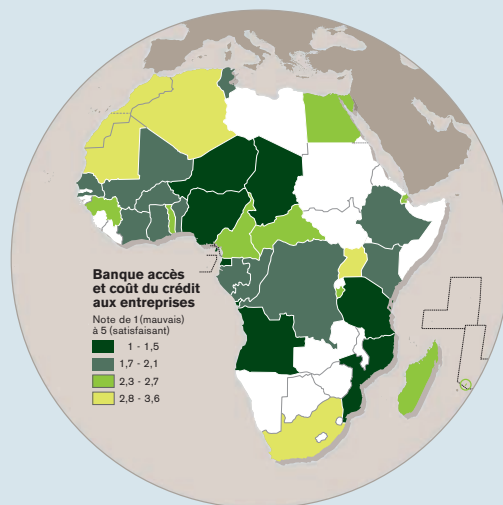 Banque accès
et coût du crédit
aux entreprises
Note de 1 (mauvais)
à 5 (satisfaisant)
1 - 1,5
1,7 - 2,1
2,3 - 2,7
2,8 - 3,6